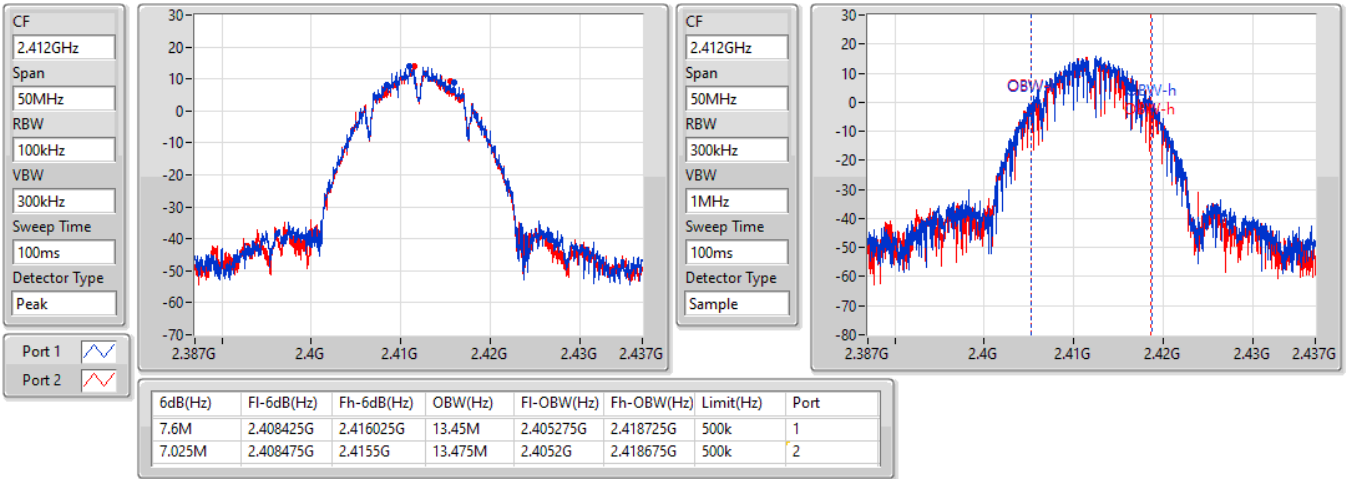 CF
2.412GHz
Span
50MHz
RBW
100kHz
VBW
300kHz
Sweep Time
100ms
Detector Type
Peak
Port 1
Port 2
30
20
10
0
-10
-20
-30
-40
-50
-60
-70
2.387G 2.4G 2.41G 2.42G 2.43G 2.437G
CF
2.412GHz
Span
50MHz
RBW
300kHz
VBW
1MHz
Sweep Time
100ms
Detector Type
Sample
30
20
10
0
-10
-20
-30
-40
-50
-60
-70
-80
OBW
OBW-h
OBW-h
2.387G 2.4G 2.41G 2.42G 2.43G 2.437G
6dB(Hz) Fl-6dB(Hz) Fh-6dB(Hz) OBW(Hz) Fl-OBW(Hz) Fh-OBW(Hz) Limit(Hz) Port
7.6M 2.408425G 2.416025G 13.45M 2.405275G 2.418725G 500k 1
7.025M 2.408475G 2.4155G 13.475M 2.4052G 2.418675G 500k 2